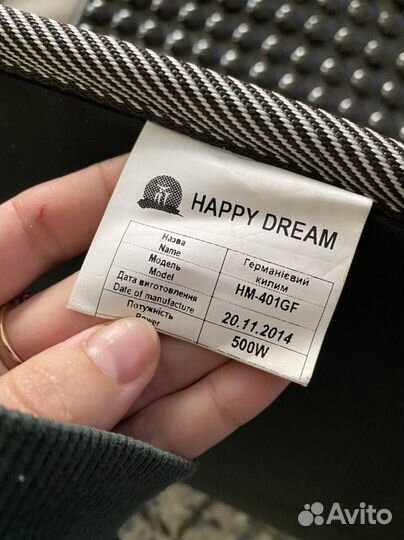 HAPPY DREAM
Назва
Name
Германієвий
килим
Модель
Model
HM-401GF
Дата виготовлення
Date of manufacture
20.11.2014
Потужність
Power
500W
Avito